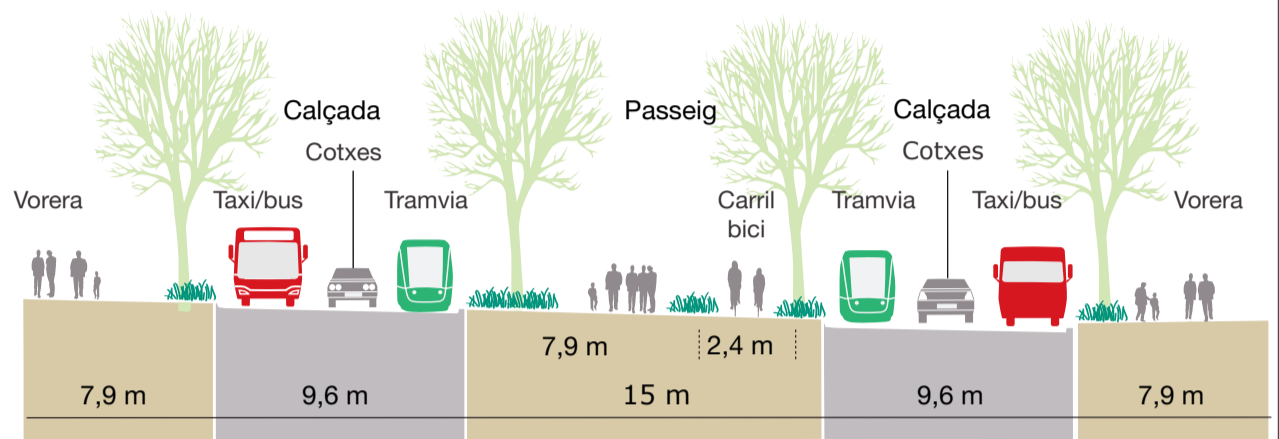 Calçada
Passeig
Calçada
Cotxes
Cotxes
Vorera
Taxi/bus
Tramvia
Carril
bici
Tramvia
Taxi/bus
Vorera
7,9 m
2,4 m
7,9 m
9,6 m
15 m
9,6 m
7,9 m